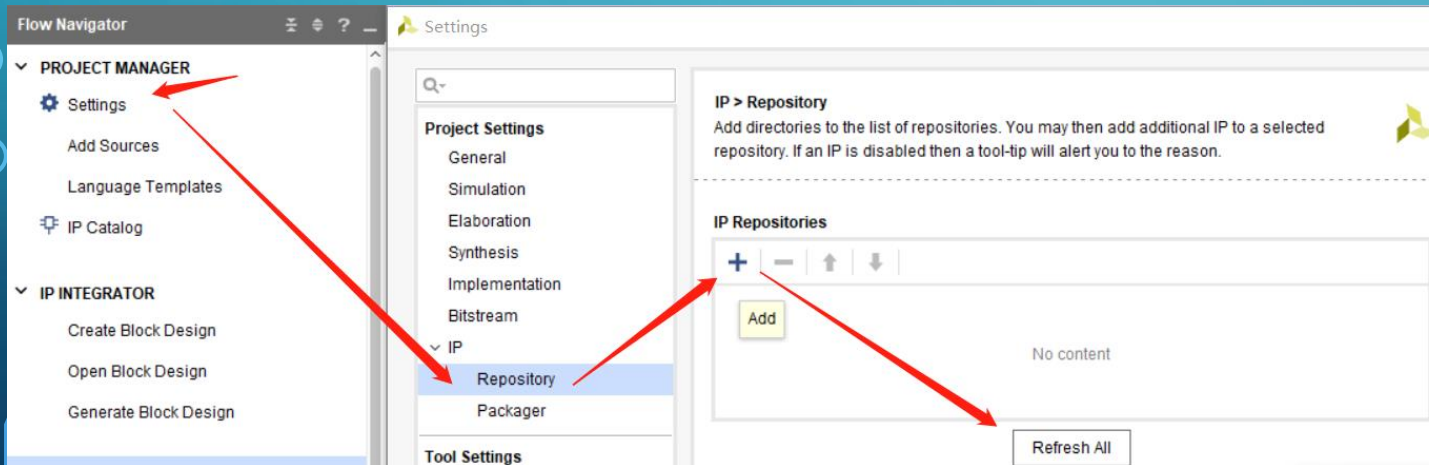 Flow Navigator
?
PROJECT MANAGER
Settings
Add Sources
Language Templates
IP Catalog
IP INTEGRATOR
Create Block Design
Open Block Design
Generate Block Design
Settings
Project Settings
General
Simulation
Elaboration
Synthesis
Implementation
Bitstream
IP
Repository
Packager
Tool Settings
IP > Repository
Add directories to the list of repositories. You may then add additional IP to a selected
repository. If an IP is disabled then a tool-tip will alert you to the reason.
IP Repositories
Add
No content
Refresh All